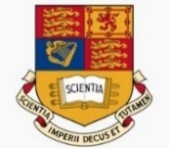 SCIENTIA
SCIENTIA IMPERII DECUS ET TUTAMEN